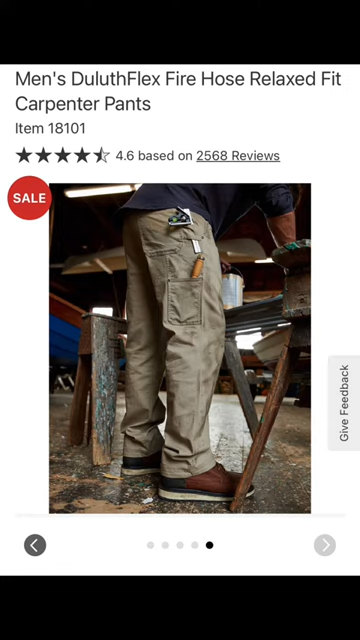 Men's DuluthFlex Fire Hose Relaxed Fit
Carpenter Pants
Item 18101
4.6 based on 2568 Reviews
SALE
Give Feedback